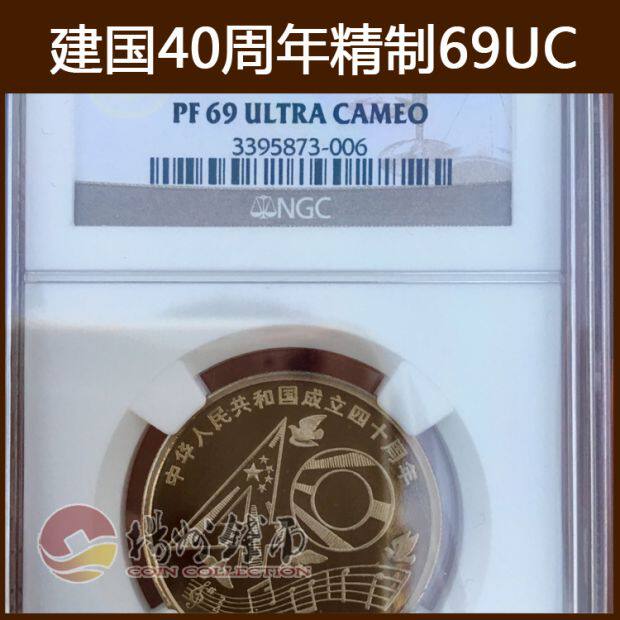 建国40周年精制69UC
PF 69 ULTRA CAMEO
3395873-006
NGC
中华人民共和国成立四十周年
COIN COLLECTION